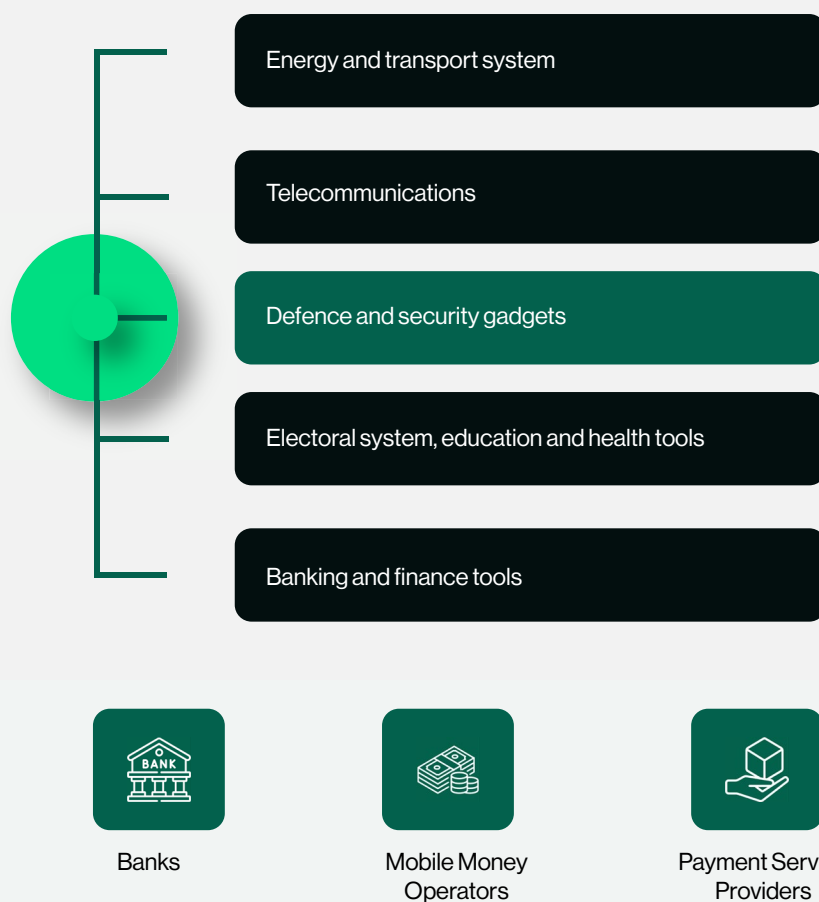 Energy and transport system
Telecommunications
Defence and security gadgets
Electoral system, education and health tools
Banking and finance tools
BANK
Banks
Mobile Money
Operators
Payment Serv
Providers